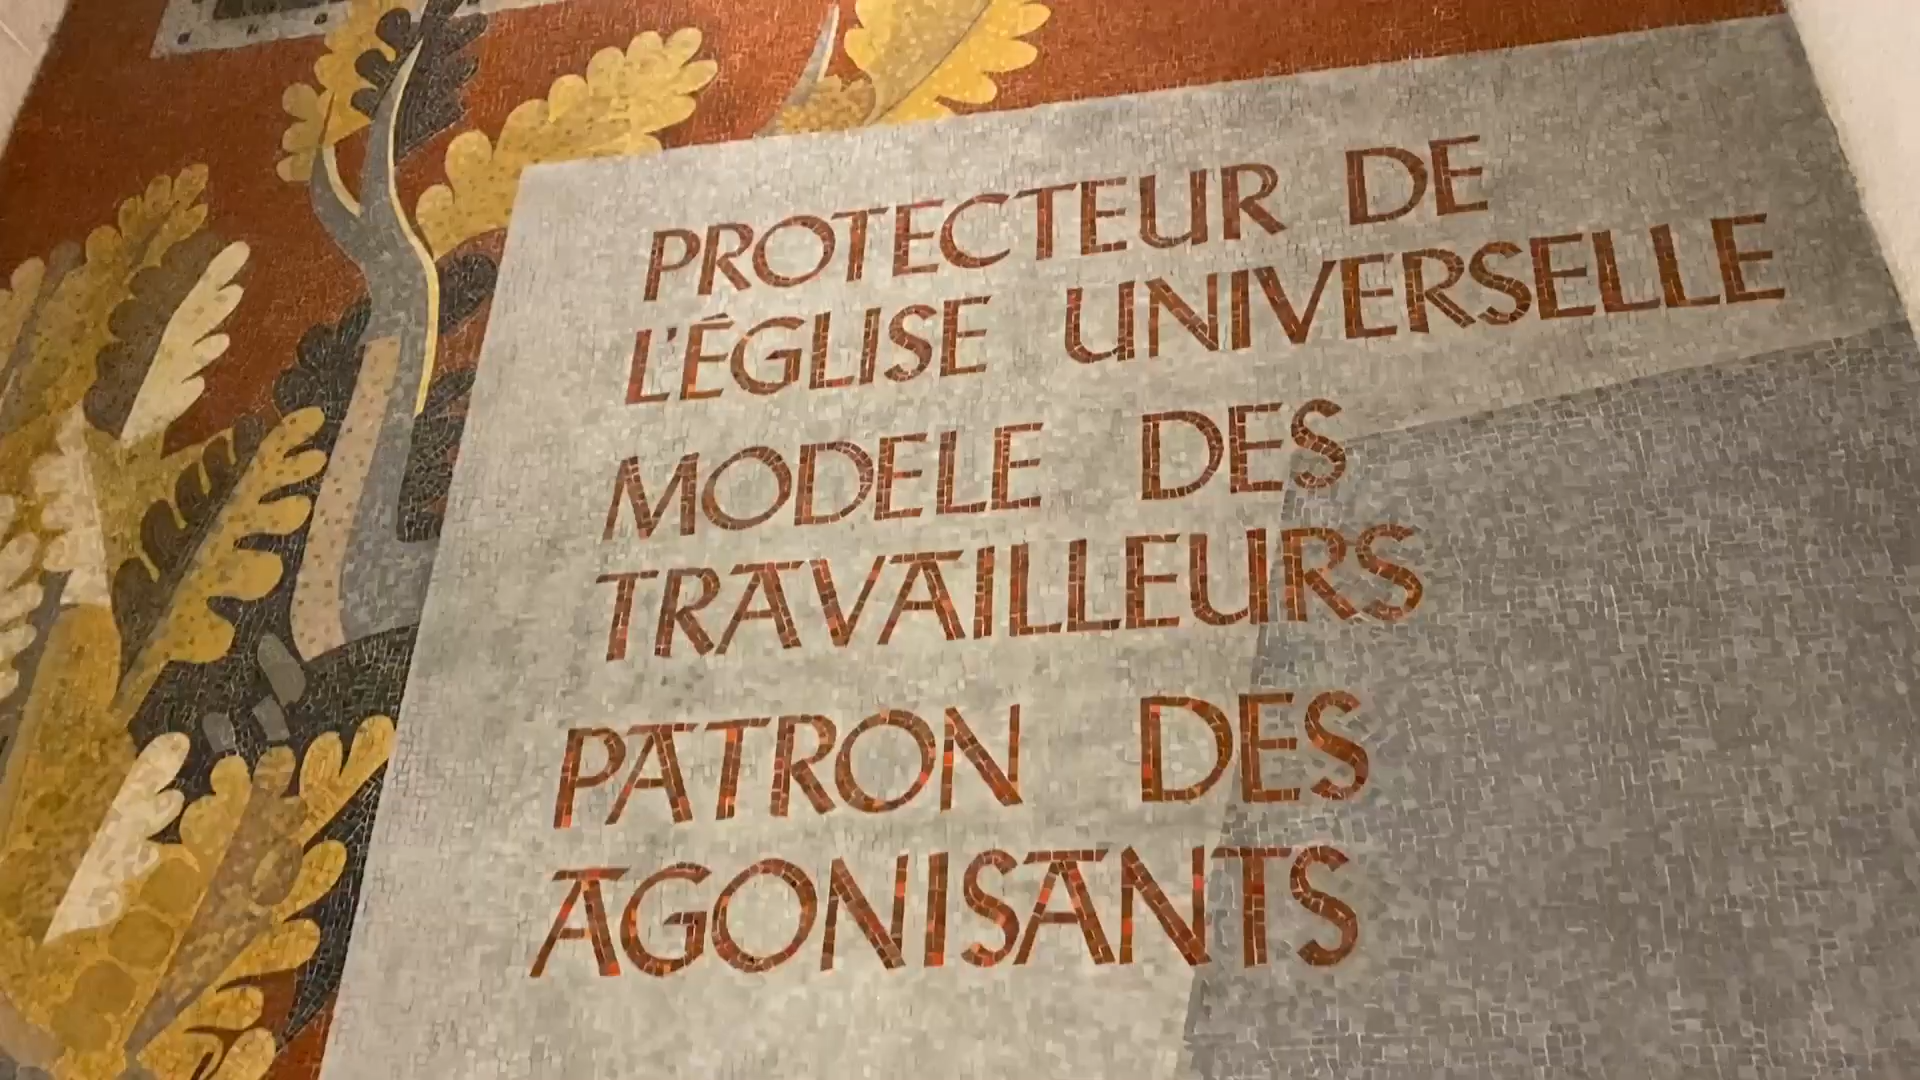 PROTECTEUR DE
L'ÉGLISE UNIVERSELLE
MODELE DES
TRAVAILLEURS
PATRON DES
AGONISANTS